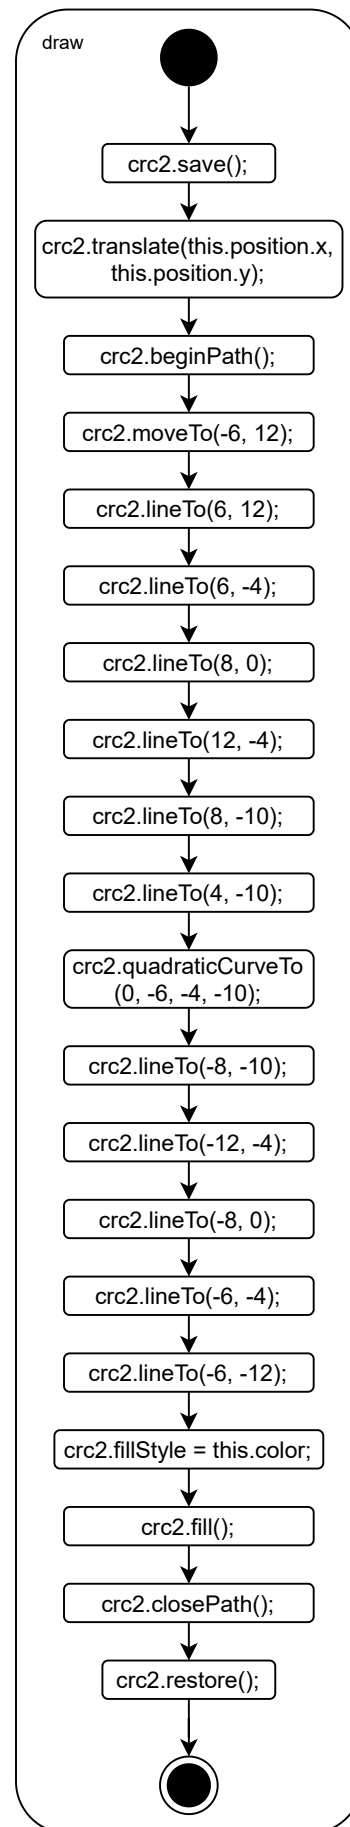 draw
crc2.save();
crc2.translate(this.position.x,
this.position.y);
crc2.beginPath();
crc2.moveTo(-6, 12);
crc2.lineTo(6, 12);
crc2.lineTo(6, -4);
crc2.lineTo(8, 0);
crc2.lineTo(12, -4);
crc2.lineTo(8, -10);
crc2.lineTo(4, -10);
crc2.quadraticCurveTo
(0, -6, -4, -10);
crc2.lineTo(-8, -10);
crc2.lineTo(-12, -4);
crc2.lineTo(-8, 0);
crc2.lineTo(-6, -4);
crc2.lineTo(-6, -12);
crc2.fillStyle = this.color;
crc2.fill();
crc2.closePath();
crc2.restore();